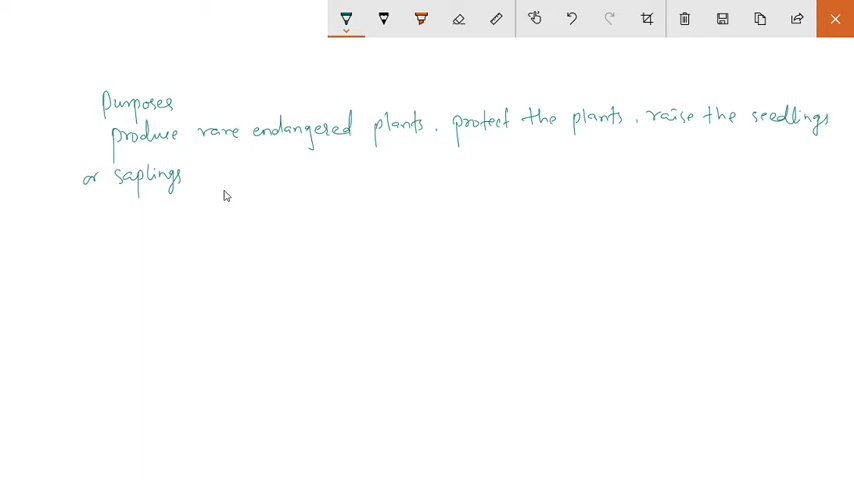 Purposes
produce rare endangered plants, protect the plants, raise the seedlings
or saplings